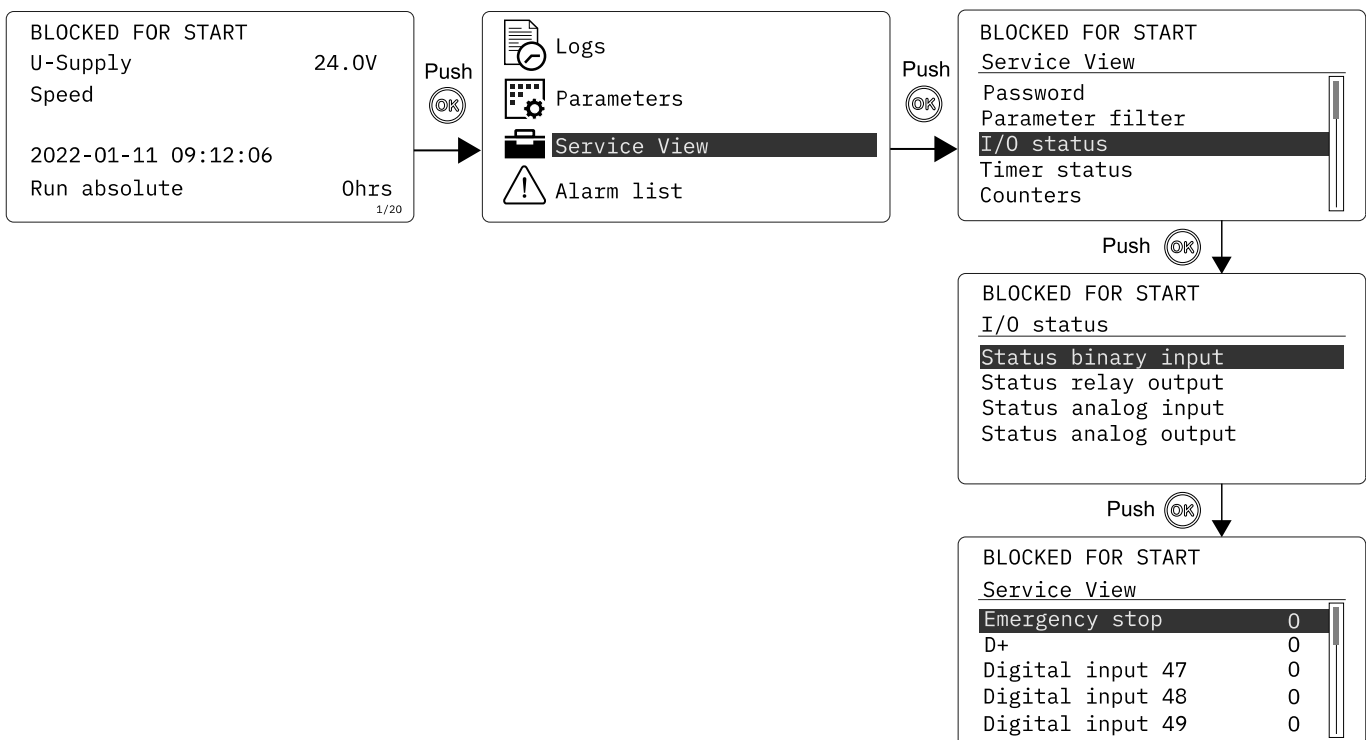 BLOCKED FOR START
U-Supply 24.0V
Speed
2022-01-11 09:12:06
Run absolute 0hrs
1/20
Push
OK
Logs
Parameters
Service View
Alarm list
Push
OK
BLOCKED FOR START
Service View
Password
Parameter filter
I/O status
Timer status
Counters
Push OK
BLOCKED FOR START
I/O status
Status binary input
Status relay output
Status analog input
Status analog output
Push OK
BLOCKED FOR START
Service View
Emergency stop 0
D+ 0
Digital input 47 0
Digital input 48 0
Digital input 49 0